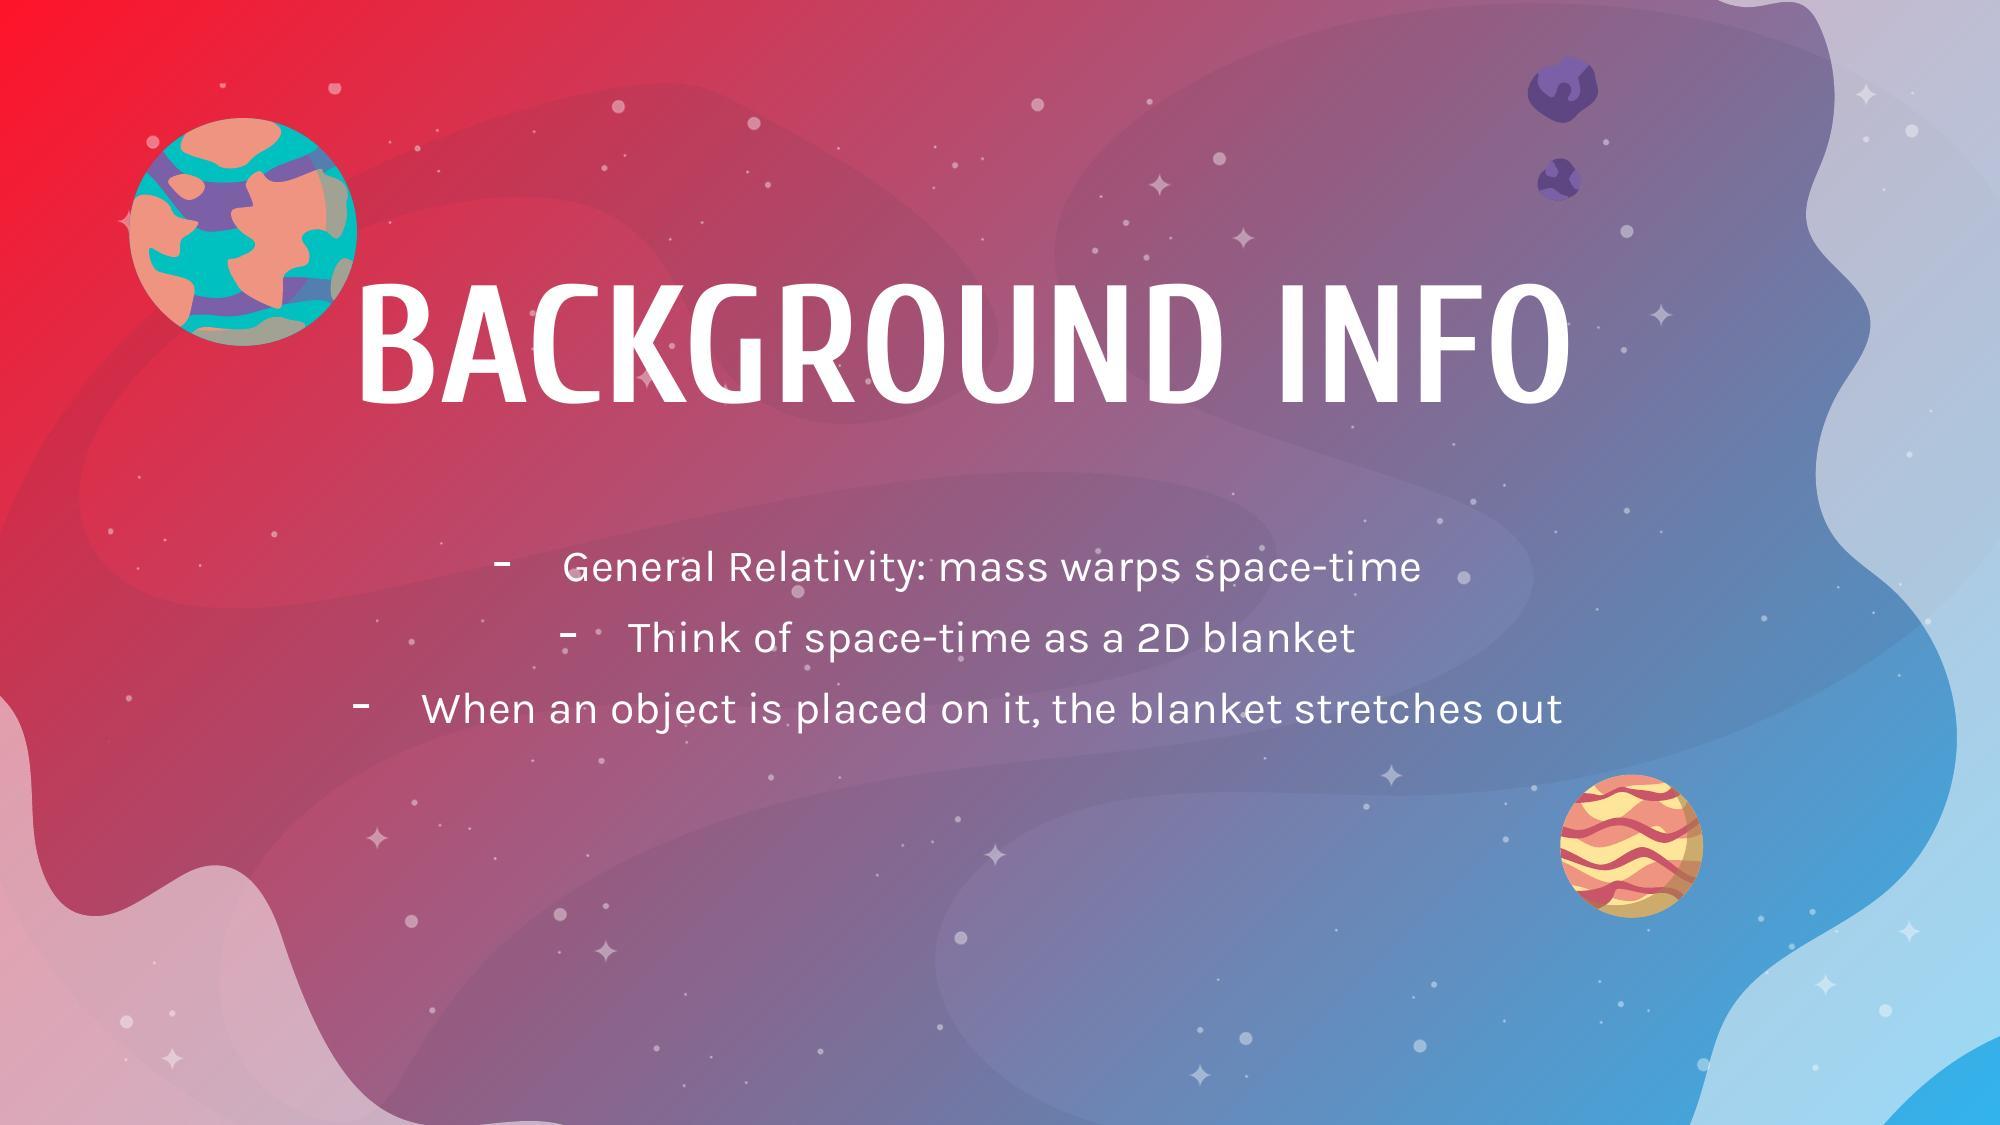 BACKGROUND INFO
- General Relativity: mass warps space-time
- Think of space-time as a 2D blanket
- When an object is placed on it, the blanket stretches out